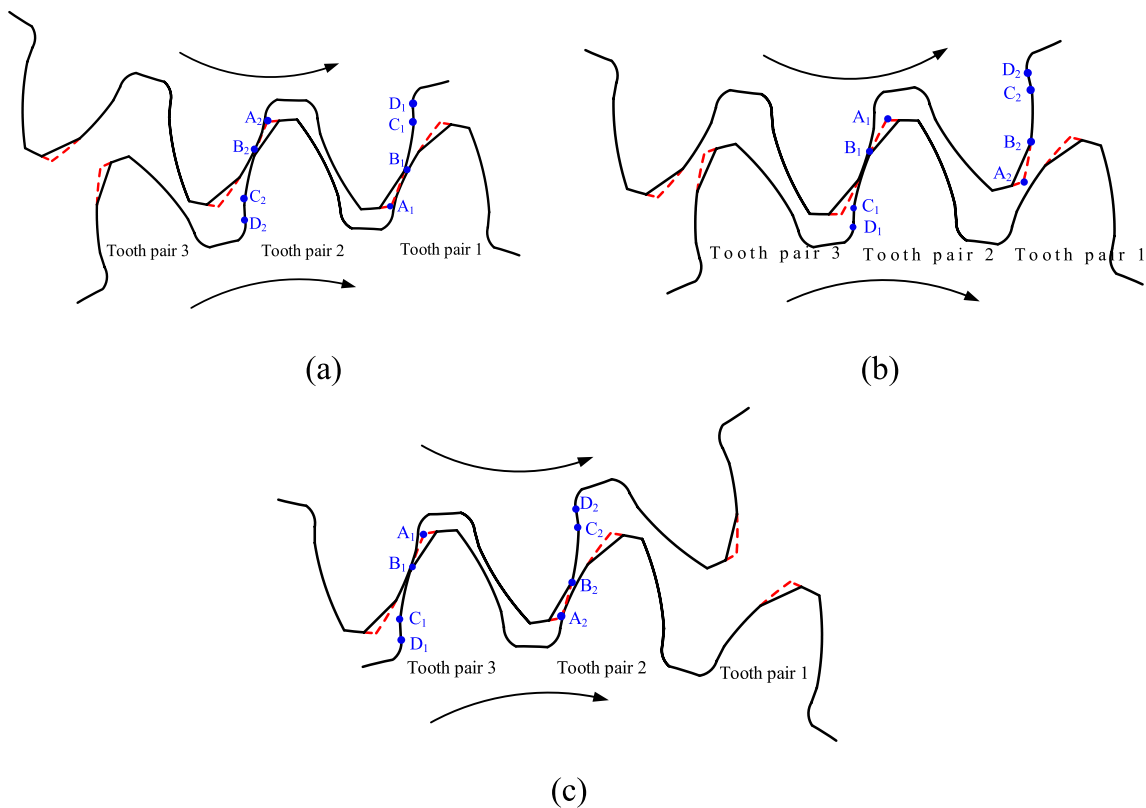 D₁
C₁
A₂
B₂
B₁
C₂
A₁
D₂
Tooth pair 3
Tooth pair 2
Tooth pair 1
(a)
D₂
C₂
A₁
B₁
B₂
A₂
C₁
D₁
Tooth pair 3
Tooth pair 2
Tooth pair 1
(b)
D₂
C₂
A₁
B₁
B₂
A₂
C₁
D₁
Tooth pair 3
Tooth pair 2
Tooth pair 1
(c)